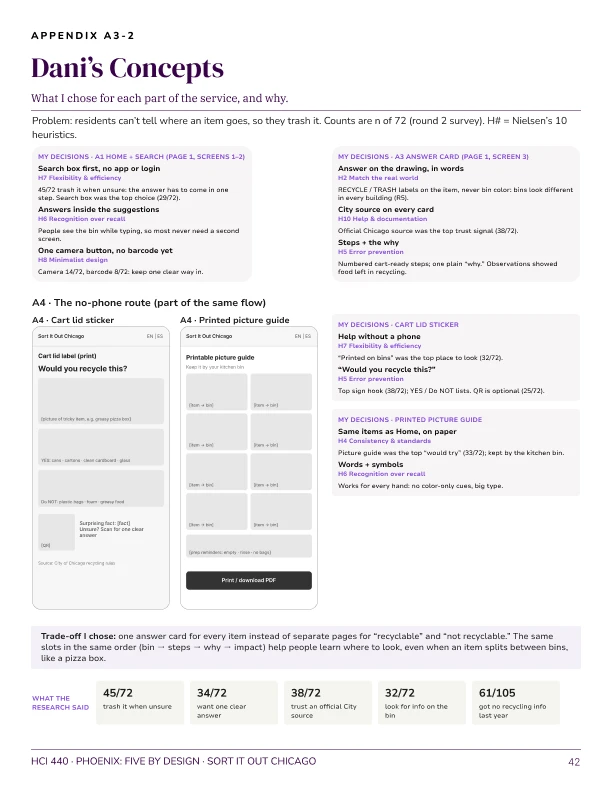 APPENDIX A3-2
Dani's Concepts
What I chose for each part of the service, and why.
Problem: residents can't tell where an item goes, so they trash it. Counts are n of 72 (round 2 survey). H# = Nielsen's 10
heuristics.
MY DECISIONS · A1 HOME + SEARCH (PAGE 1, SCREENS 1–2)
Search box first, no app or login
H7 Flexibility & efficiency
45/72 trash it when unsure: the answer has to come in one
step. Search box was the top choice (29/72).
Answers inside the suggestions
H6 Recognition over recall
People see the bin while typing, so most never need a second
screen.
One camera button, no barcode yet
H8 Minimalist design
Camera 14/72, barcode 8/72: keep one clear way in.
MY DECISIONS · A3 ANSWER CARD (PAGE 1, SCREEN 3)
Answer on the drawing, in words
H2 Match the real world
RECYCLE / TRASH labels on the item, never bin color: bins look different
in every building (R5).
City source on every card
H10 Help & documentation
Official Chicago source was the top trust signal (38/72).
Steps + the why
H5 Error prevention
Numbered cart-ready steps; one plain "why." Observations showed
food left in recycling.
A4 · The no-phone route (part of the same flow)
A4 · Cart lid sticker
Sort It Out Chicago
EN | ES
Cart lid label (print)
Would you recycle this?
[picture of tricky item, e.g. greasy pizza box]
YES: cans · cartons · clean cardboard · glass
Do NOT: plastic bags · foam · greasy food
[QR]
Surprising fact: [fact]
Unsure? Scan for one clear
answer
Source: City of Chicago recycling rules
A4 · Printed picture guide
Sort It Out Chicago
EN | ES
Printable picture guide
Keep it by your kitchen bin
[item → bin]
[item → bin]
[item → bin]
[item → bin]
[item → bin]
[item → bin]
[item → bin]
[item → bin]
[prep reminders: empty · rinse · no bags]
Print / download PDF
MY DECISIONS · CART LID STICKER
Help without a phone
H7 Flexibility & efficiency
"Printed on bins" was the top place to look (32/72).
"Would you recycle this?"
H5 Error prevention
Top sign hook (38/72); YES / Do NOT lists. QR is optional (25/72).
MY DECISIONS · PRINTED PICTURE GUIDE
Same items as Home, on paper
H4 Consistency & standards
Picture guide was the top "would try" (33/72); kept by the kitchen bin.
Words + symbols
H6 Recognition over recall
Works for every hand: no color-only cues, big type.
Trade-off I chose: one answer card for every item instead of separate pages for "recyclable" and "not recyclable." The same
slots in the same order (bin → steps → why → impact) help people learn where to look, even when an item splits between bins,
like a pizza box.
WHAT THE
RESEARCH SAID
45/72
trash it when unsure
34/72
want one clear
answer
38/72
trust an official City
source
32/72
look for info on the
bin
61/105
got no recycling info
last year
HCI 440 · PHOENIX: FIVE BY DESIGN · SORT IT OUT CHICAGO
42